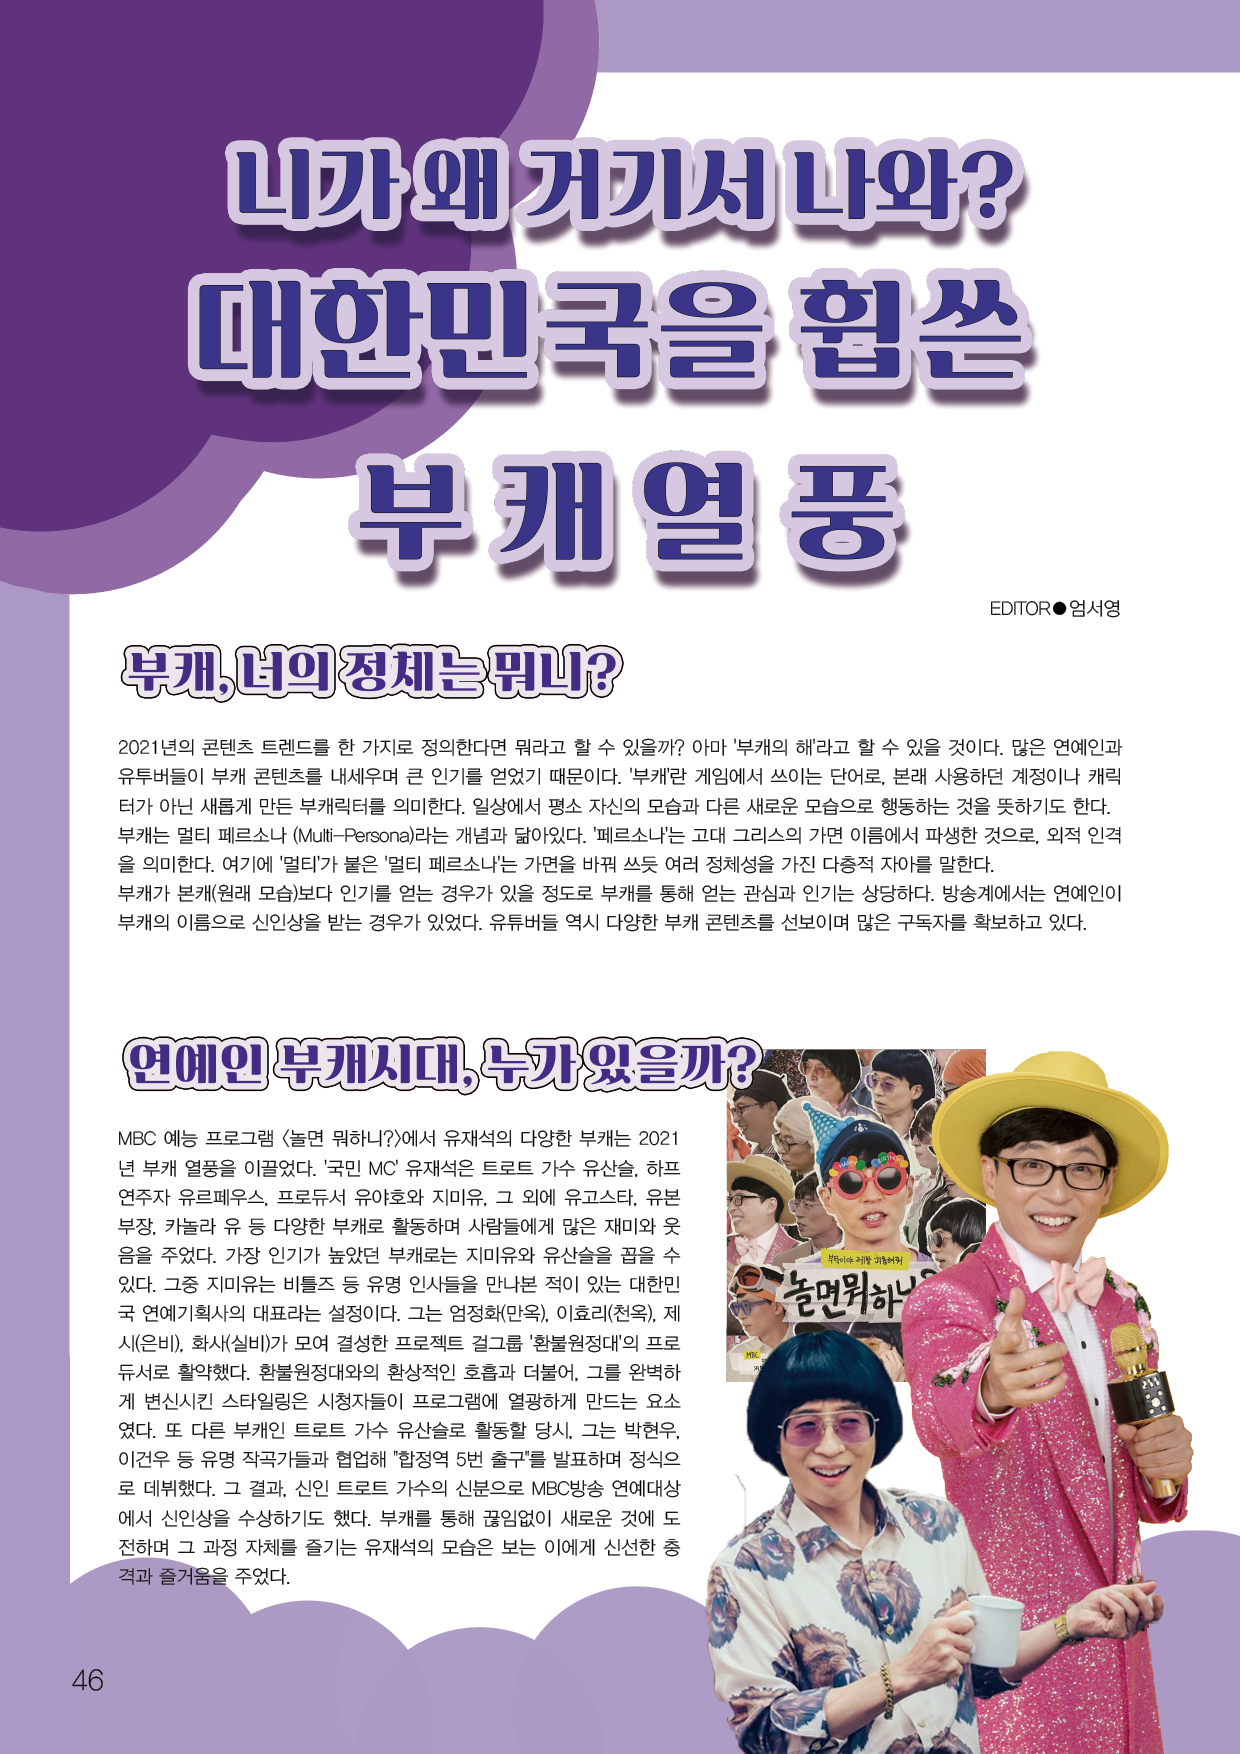 니가 왜 거기서 나와?
대한민국을 휩쓴
부캐열풍
EDITOR●엄서영
부캐, 너의 정체는 뭐니?
2021년의 콘텐츠 트렌드를 한 가지로 정의한다면 뭐라고 할 수 있을까? 아마 '부캐의 해'라고 할 수 있을 것이다. 많은 연예인과
유투버들이 부캐 콘텐츠를 내세우며 큰 인기를 얻었기 때문이다. '부캐'란 게임에서 쓰이는 단어로, 본래 사용하던 계정이나 캐릭
터가 아닌 새롭게 만든 부캐릭터를 의미한다. 일상에서 평소 자신의 모습과 다른 새로운 모습으로 행동하는 것을 뜻하기도 한다.
부캐는 멀티 페르소나 (Multi-Persona)라는 개념과 닮아있다. '페르소나'는 고대 그리스의 가면 이름에서 파생한 것으로, 외적 인격
을 의미한다. 여기에 '멀티'가 붙은 '멀티 페르소나'는 가면을 바꿔 쓰듯 여러 정체성을 가진 다층적 자아를 말한다.
부캐가 본캐(원래 모습)보다 인기를 얻는 경우가 있을 정도로 부캐를 통해 얻는 관심과 인기는 상당하다. 방송계에서는 연예인이
부캐의 이름으로 신인상을 받는 경우가 있었다. 유튜버들 역시 다양한 부캐 콘텐츠를 선보이며 많은 구독자를 확보하고 있다.
연예인 부캐시대, 누가 있을까?
MBC 예능 프로그램 〈놀면 뭐하니?〉에서 유재석의 다양한 부캐는 2021
년 부캐 열풍을 이끌었다. '국민 MC' 유재석은 트로트 가수 유산슬, 하프
연주자 유르페우스, 프로듀서 유야호와 지미유, 그 외에 유고스타, 유본
부장, 카놀라 유 등 다양한 부캐로 활동하며 사람들에게 많은 재미와 웃
음을 주었다. 가장 인기가 높았던 부캐로는 지미유와 유산슬을 꼽을 수
있다. 그중 지미유는 비틀즈 등 유명 인사들을 만나본 적이 있는 대한민
국 연예기획사의 대표라는 설정이다. 그는 엄정화(만옥), 이효리(천옥), 제
시(은비), 화사(실비)가 모여 결성한 프로젝트 걸그룹 '환불원정대'의 프로
듀서로 활약했다. 환불원정대와의 환상적인 호흡과 더불어, 그를 완벽하
게 변신시킨 스타일링은 시청자들이 프로그램에 열광하게 만드는 요소
였다. 또 다른 부캐인 트로트 가수 유산슬로 활동할 당시, 그는 박현우,
이건우 등 유명 작곡가들과 협업해 "합정역 5번 출구"를 발표하며 정식으
로 데뷔했다. 그 결과, 신인 트로트 가수의 신분으로 MBC방송 연예대상
에서 신인상을 수상하기도 했다. 부캐를 통해 끊임없이 새로운 것에 도
전하며 그 과정 자체를 즐기는 유재석의 모습은 보는 이에게 신선한 충
격과 즐거움을 주었다.
놀면뭐하니
MBC
46